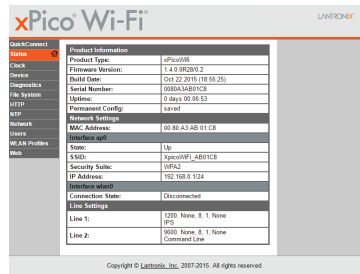 xPico® Wi-Fi®
LANTRONIX®
QuickConnect
Status
Clock
Device
Diagnostics
File System
HTTP
NTP
Network
Users
WLAN Profiles
Web
Product Information
Product Type: xPicoWifi
Firmware Version: 1.4.0.0R28/0.2
Build Date: Oct 22 2015 (18:55:25)
Serial Number: 0080A3AB01C8
Uptime: 0 days 00:06:53
Permanent Config: saved
Network Settings
MAC Address: 00:80:A3:AB:01:C8
Interface ap0
State: Up
SSID: XpicoWiFi_AB01C8
Security Suite: WPA2
IP Address: 192.168.0.1/24
Interface wlan0
Connection State: Disconnected
Line Settings
Line 1: 1200, None, 8, 1, None
IPS
Line 2: 9600, None, 8, 1, None
Command Line
Copyright © Lantronix, Inc. 2007-2015. All rights reserved.